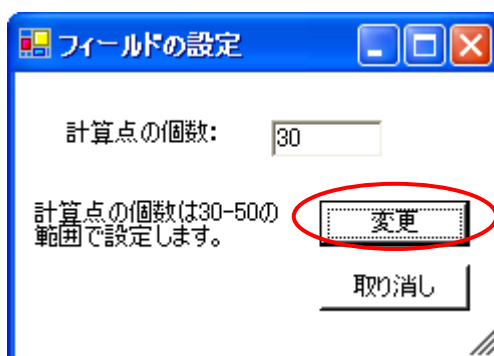 フィールドの設定
計算点の個数:
30
計算点の個数は30-50の
範囲で設定します。
変更
取り消し